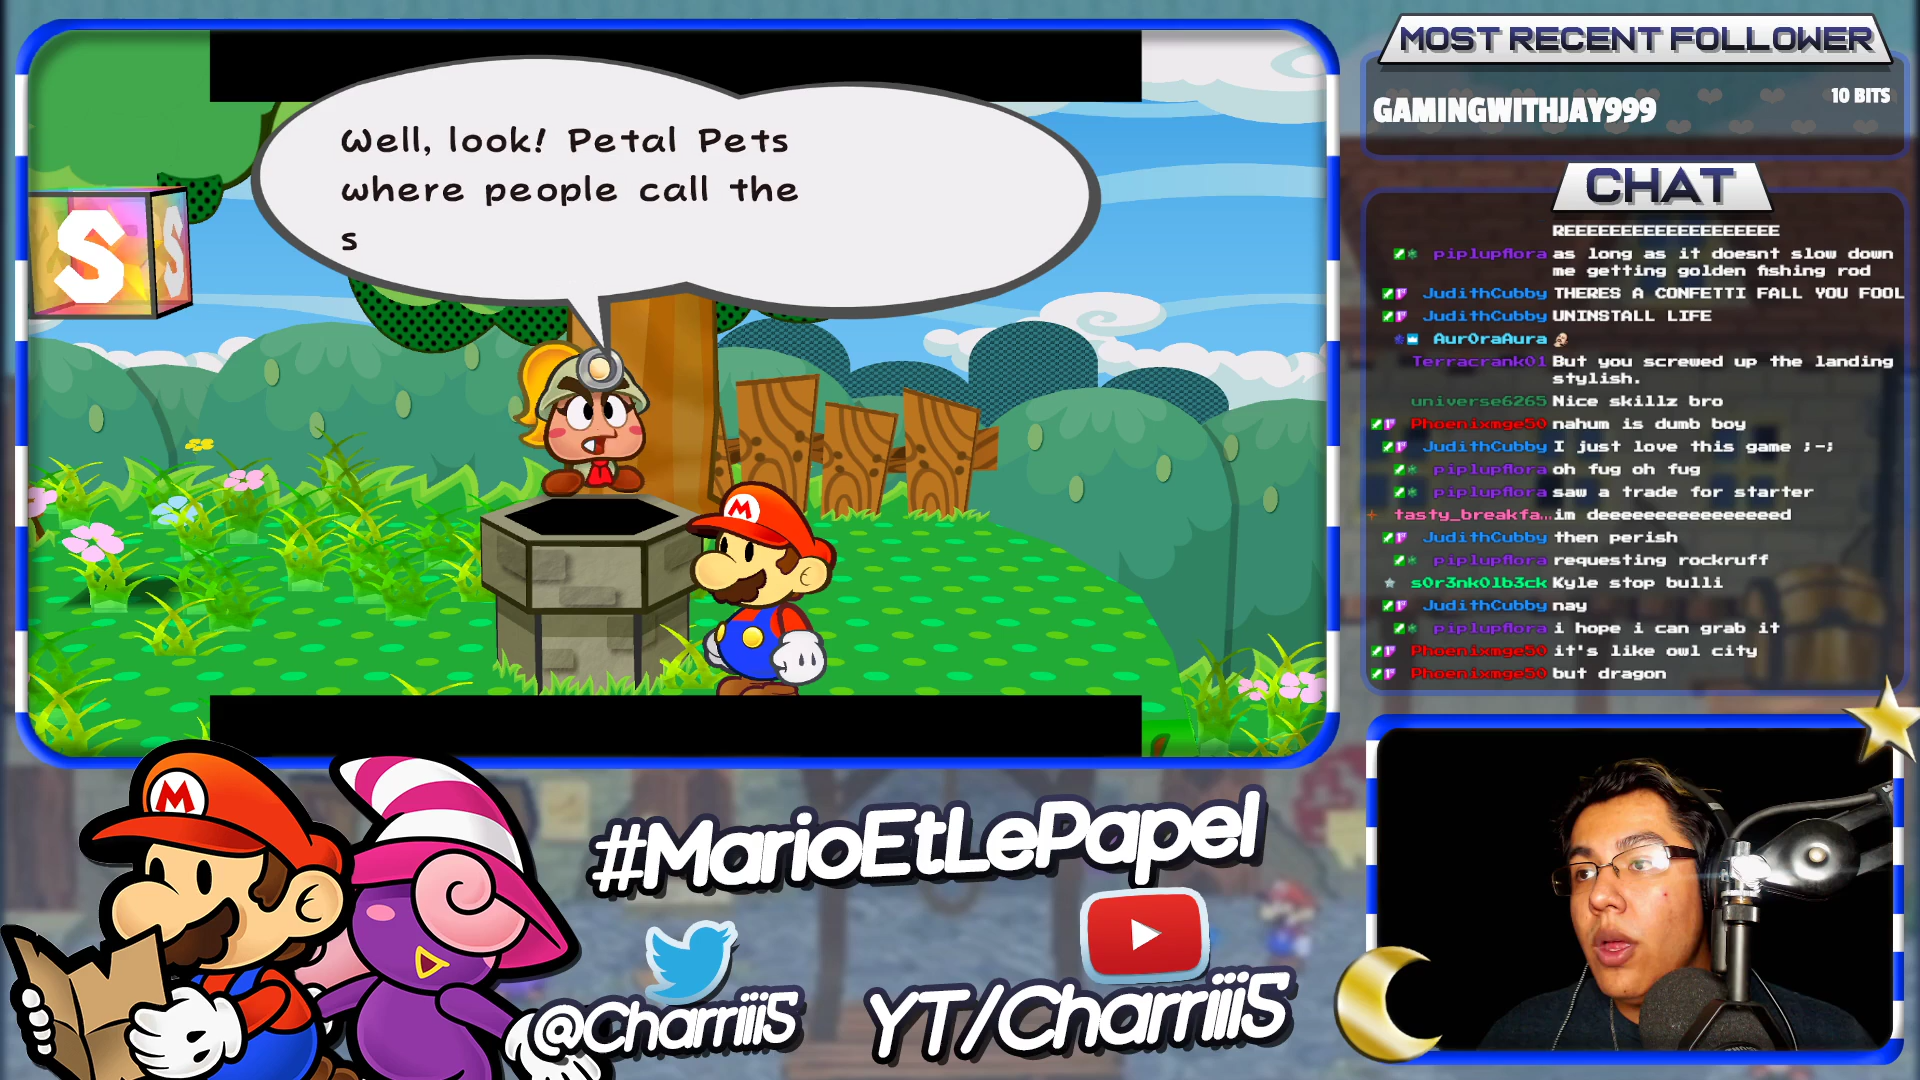 Well, look! Petal Pets
where people call the
s
S
MOST RECENT FOLLOWER
GAMINGWITHJAY999
10 BITS
CHAT
REEEEEEEEEEEEEEEEEEE
piplupflora as long as it doesnt slow down
me getting golden fishing rod
JudithCubby THERES A CONFETTI FALL YOU FOOL
JudithCubby UNINSTALL LIFE
Aur0raAura
Terracrank01 But you screwed up the landing
stylish.
universe6265 Nice skillz bro
Phoenixmge50 nahum is dumb boy
JudithCubby I just love this game ;-;
piplupflora oh fug oh fug
piplupflora saw a trade for starter
tasty_breakfa... im deeeeeeeeeeeeeeeed
JudithCubby then perish
piplupflora requesting rockruff
s0r3nk0lb3ck Kyle stop bulli
JudithCubby nay
piplupflora i hope i can grab it
Phoenixmge50 it's like owl city
Phoenixmge50 but dragon
M
M
#MarioEtLePapel
@Charriii5
YT/Charriii5